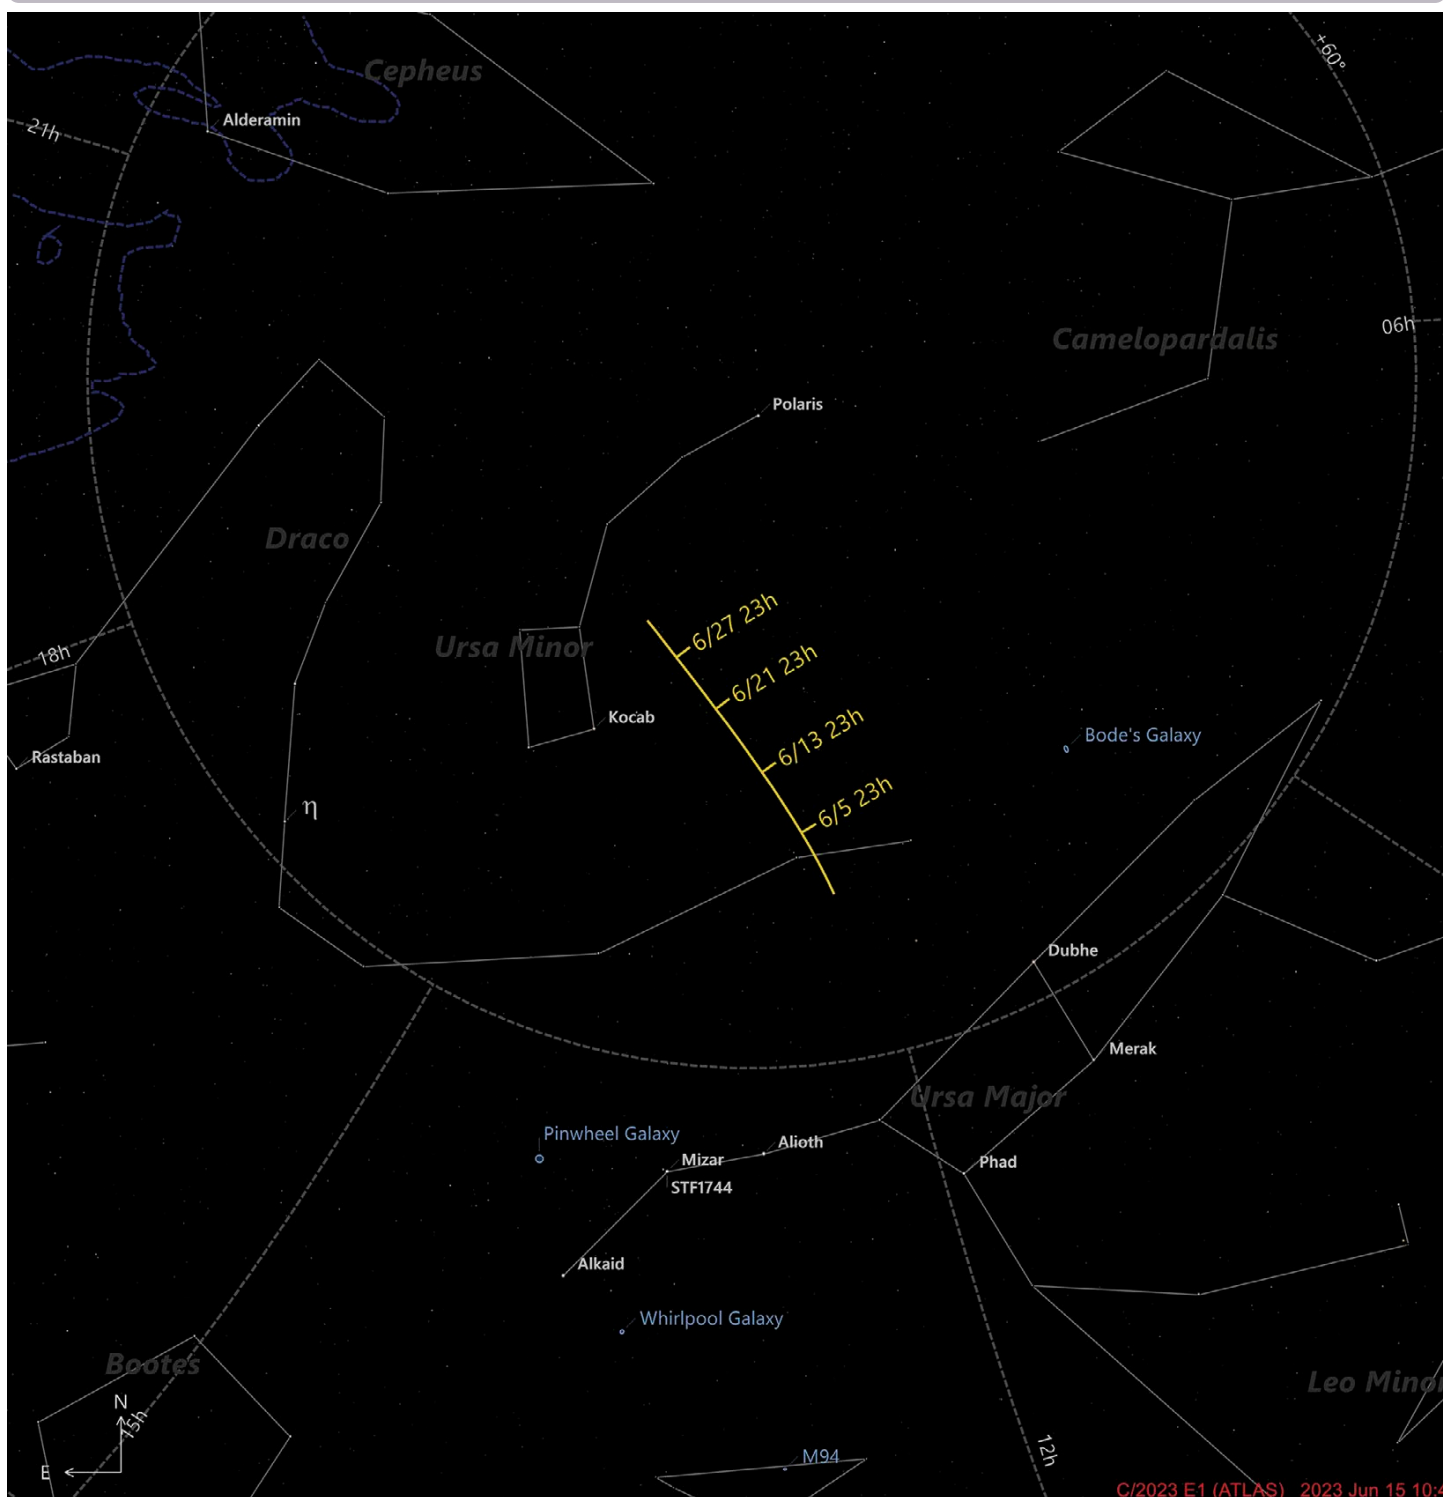 +60°
Cepheus
Alderamin
21h
06h
Camelopardalis
Polaris
Draco
6/27 23h
Ursa Minor
18h
6/21 23h
Kocab
6/13 23h
Bode's Galaxy
Rastaban
η
6/5 23h
Dubhe
Merak
Ursa Major
Pinwheel Galaxy
Alioth
Mizar
Phad
STF1744
Alkaid
Whirlpool Galaxy
Bootes
Leo Minor
N
15h
12h
M94
E
C/2023 E1 (ATLAS) 2023 Jun 15 10:4